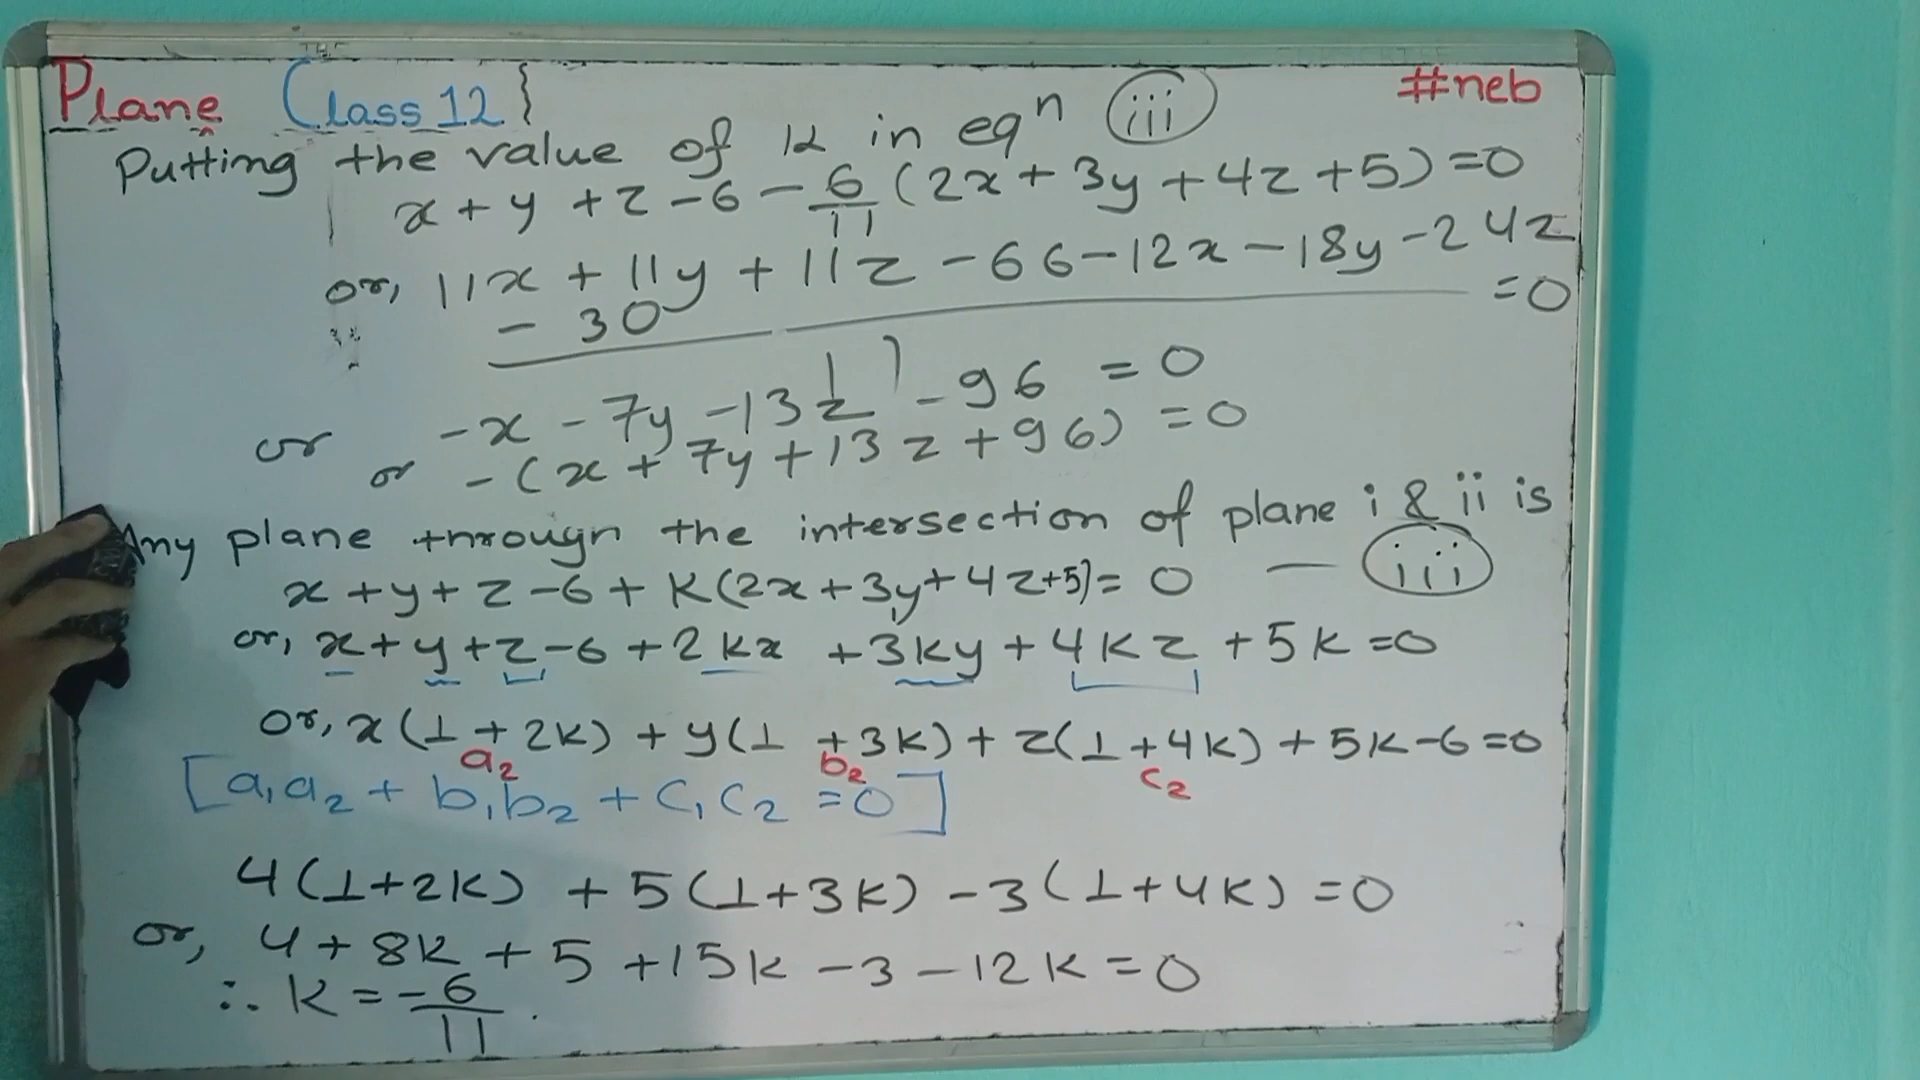 Plane Class 12} #neb
Putting the value of k in eqn (iii)
x + y + z - 6 - 6/11 (2x + 3y + 4z + 5) = 0
or, 11x + 11y + 11z - 66 - 12x - 18y - 24z
- 30 = 0
or -x - 7y - 13z - 96 = 0
or -(x + 7y + 13z + 96) = 0
Any plane through the intersection of plane i & ii is
x + y + z - 6 + K(2x + 3y + 4z + 5) = 0 — (iii)
or, x + y + z - 6 + 2kx + 3ky + 4kz + 5k = 0
or, x(1 + 2k) + y(1 + 3k) + z(1 + 4k) + 5k - 6 = 0
a2 b2 c2
[a1a2 + b1b2 + c1c2 = 0]
4(1 + 2k) + 5(1 + 3k) - 3(1 + 4k) = 0
or, 4 + 8k + 5 + 15k - 3 - 12k = 0
∴ k = -6/11.